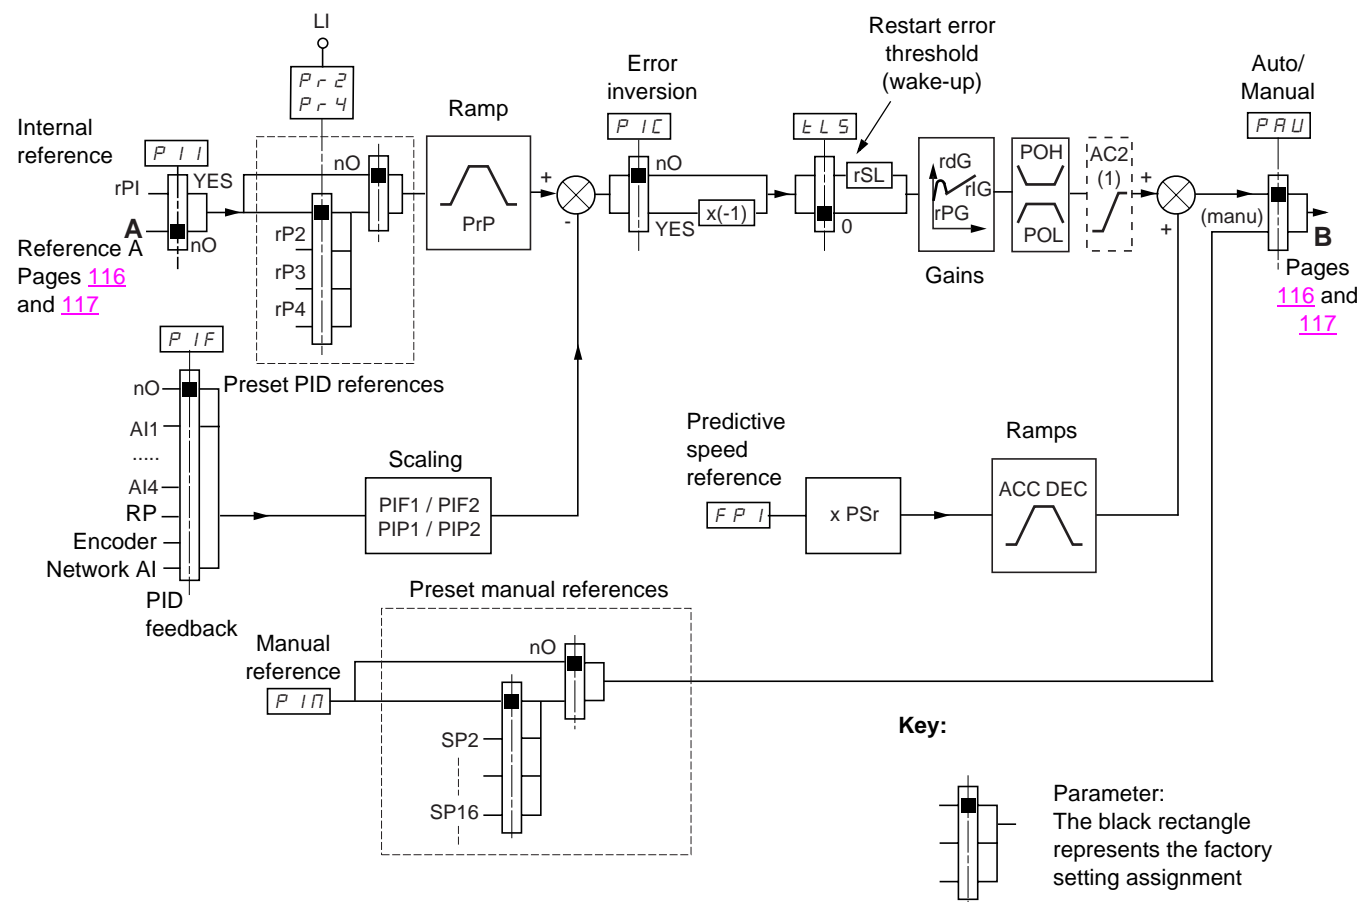 LI
Pr2
Pr4
Internal
reference
PII
rPI
YES
A
nO
Reference A
Pages 116
and 117
nO
rP2
rP3
rP4
Preset PID references
Ramp
PrP
+
-
Error
inversion
PIC
nO
YES
x(-1)
Restart error
threshold
(wake-up)
tLS
rSL
0
rdG
rIG
rPG
Gains
POH
POL
AC2
(1)
+
+
Auto/
Manual
PAU
(manu)
B
Pages
116 and
117
PIF
nO
AI1
.....
AI4
RP
Encoder
Network AI
PID
feedback
Scaling
PIF1 / PIF2
PIP1 / PIP2
Predictive
speed
reference
FPI
x PSr
Ramps
ACC DEC
Preset manual references
Manual
reference
PIM
nO
SP2
SP16
Key:
Parameter:
The black rectangle
represents the factory
setting assignment